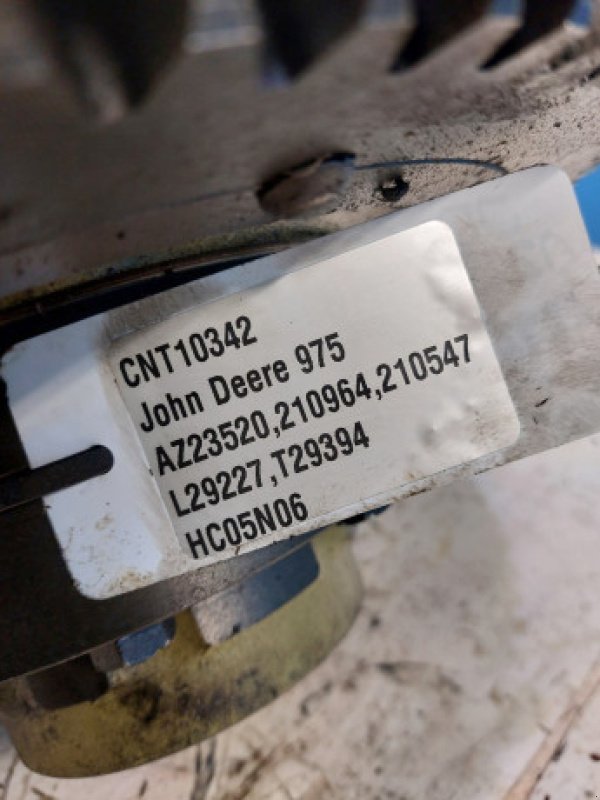 CNT10342
John Deere 975
AZ23520,210964,210547
L29227,T29394
HC05N06